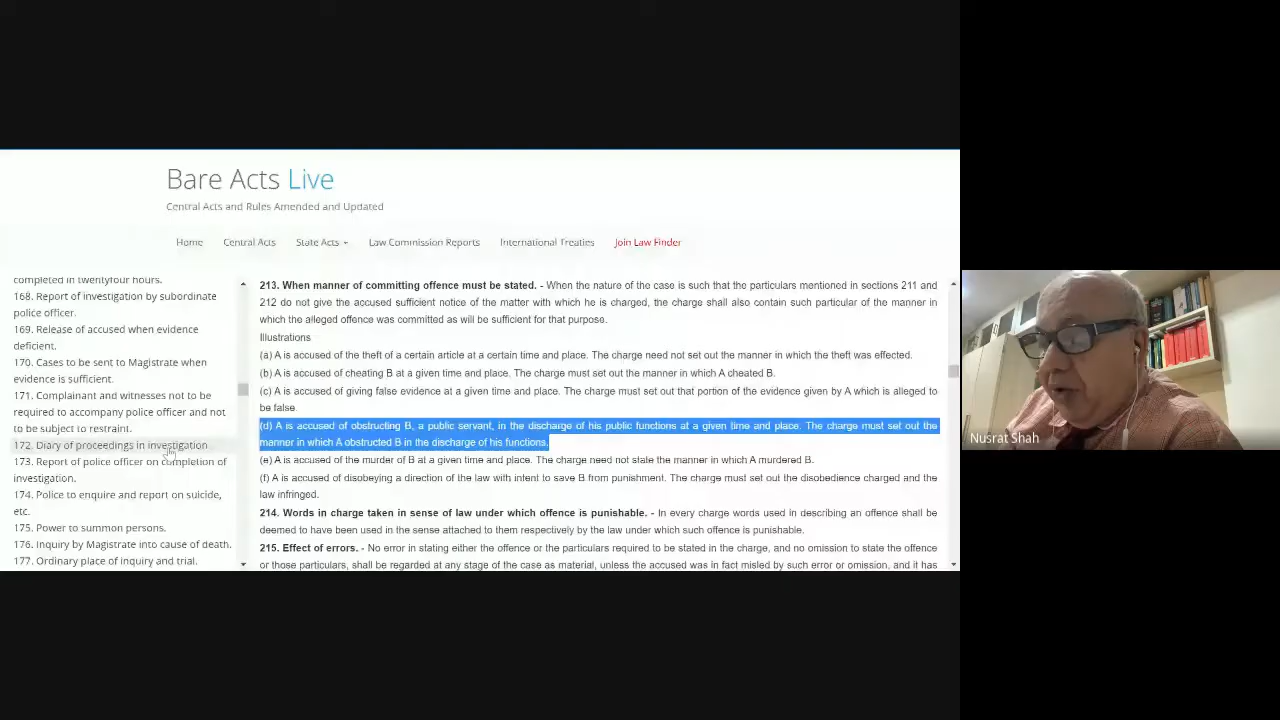 Bare Acts Live
Central Acts and Rules Amended and Updated
Home Central Acts State Acts Law Commission Reports International Treaties Join Law Finder
completed in twentyfour hours.
168. Report of investigation by subordinate
police officer.
169. Release of accused when evidence
deficient.
170. Cases to be sent to Magistrate when
evidence is sufficient.
171. Complainant and witnesses not to be
required to accompany police officer and not
to be subject to restraint.
172. Diary of proceedings in investigation.
173. Report of police officer on completion of
investigation.
174. Police to enquire and report on suicide,
etc.
175. Power to summon persons.
176. Inquiry by Magistrate into cause of death.
177. Ordinary place of inquiry and trial.
213. When manner of committing offence must be stated. - When the nature of the case is such that the particulars mentioned in sections 211 and
212 do not give the accused sufficient notice of the matter with which he is charged, the charge shall also contain such particular of the manner in
which the alleged offence was committed as will be sufficient for that purpose.
Illustrations
(a) A is accused of the theft of a certain article at a certain time and place. The charge need not set out the manner in which the theft was effected.
(b) A is accused of cheating B at a given time and place. The charge must set out the manner in which A cheated B.
(c) A is accused of giving false evidence at a given time and place. The charge must set out that portion of the evidence given by A which is alleged to
be false.
(d) A is accused of obstructing B, a public servant, in the discharge of his public functions at a given time and place. The charge must set out the
manner in which A obstructed B in the discharge of his functions.
(e) A is accused of the murder of B at a given time and place. The charge need not state the manner in which A murdered B.
(f) A is accused of disobeying a direction of the law with intent to save B from punishment. The charge must set out the disobedience charged and the
law infringed.
214. Words in charge taken in sense of law under which offence is punishable. - In every charge words used in describing an offence shall be
deemed to have been used in the sense attached to them respectively by the law under which such offence is punishable.
215. Effect of errors. - No error in stating either the offence or the particulars required to be stated in the charge, and no omission to state the offence
or those particulars, shall be regarded at any stage of the case as material, unless the accused was in fact misled by such error or omission, and it has
Nusrat Shah